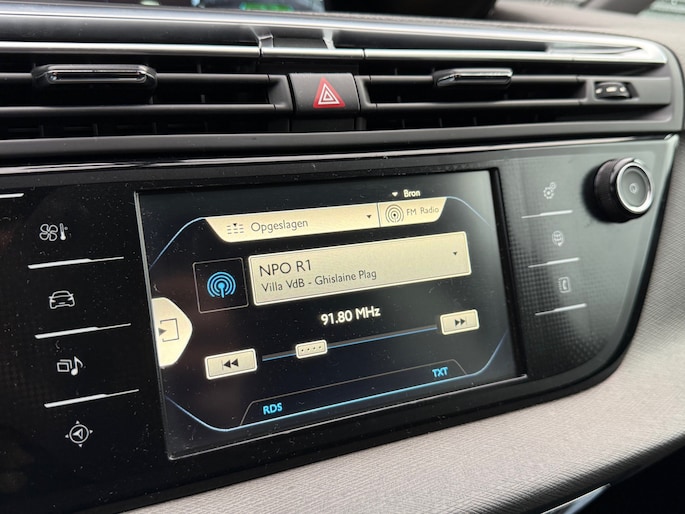 Bron
Opgeslagen
FM Radio
NPO R1
Villa VdB - Ghislaine Plag
91.80 MHz
TXT
RDS